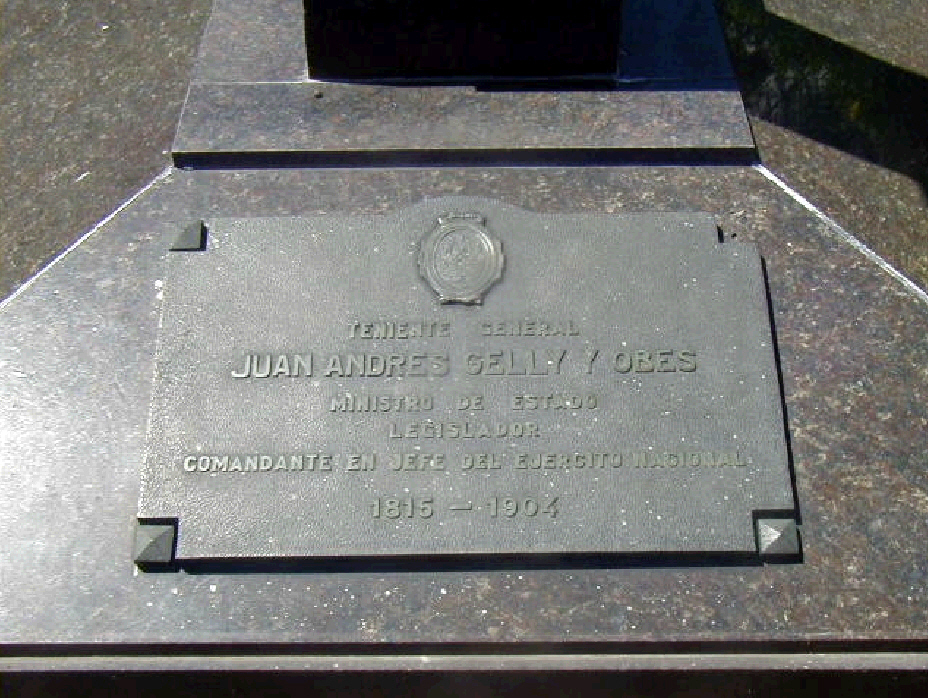 TENIENTE GENERAL
JUAN ANDRES GELLY Y OBES
MINISTRO DE ESTADO
LEGISLADOR
COMANDANTE EN JEFE DEL EJERCITO NACIONAL
1815 - 1904